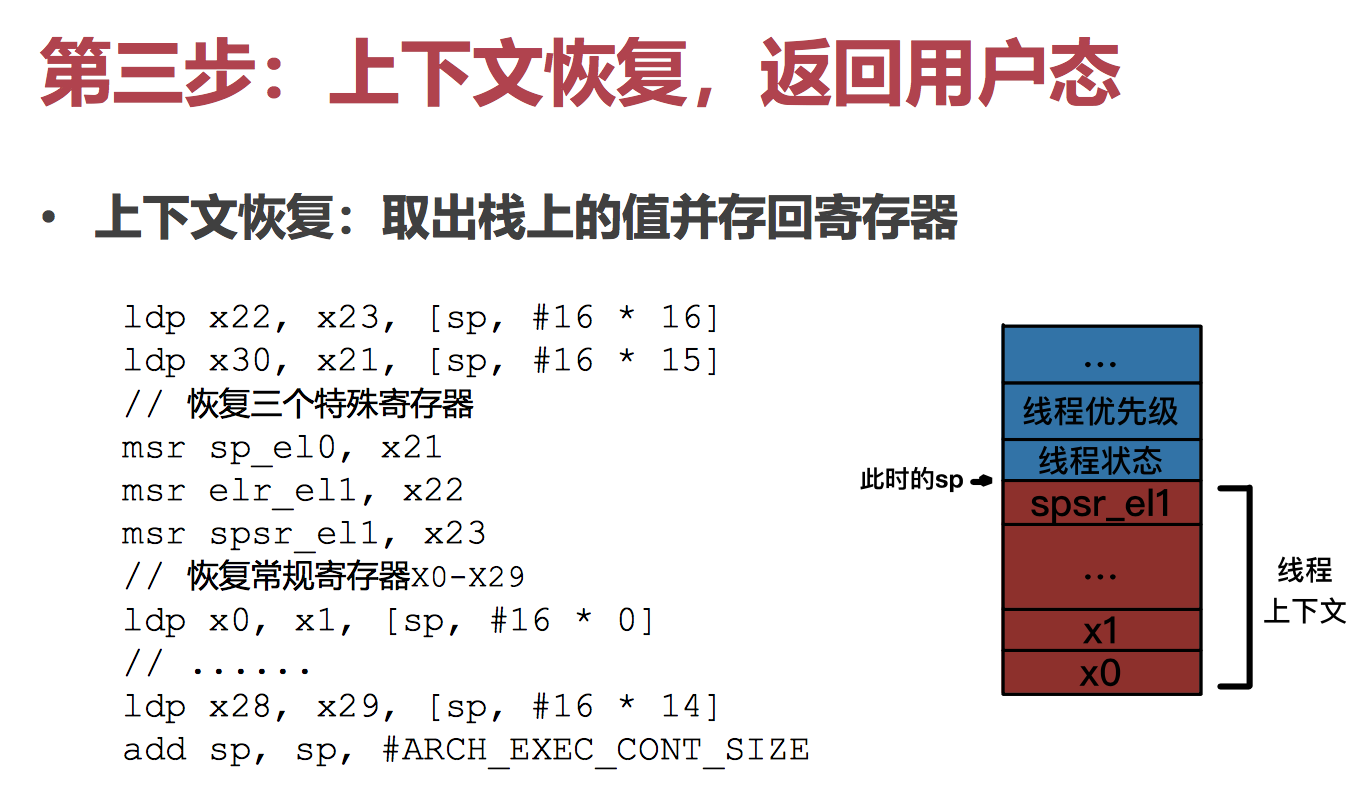 第三步：上下文恢复，返回用户态
• 上下文恢复：取出栈上的值并存回寄存器
ldp x22, x23, [sp, #16 * 16]
ldp x30, x21, [sp, #16 * 15]
// 恢复三个特殊寄存器
msr sp_el0, x21
msr elr_el1, x22
msr spsr_el1, x23
// 恢复常规寄存器X0-X29
ldp x0, x1, [sp, #16 * 0]
// ......
ldp x28, x29, [sp, #16 * 14]
add sp, sp, #ARCH_EXEC_CONT_SIZE
...
线程优先级
线程状态
此时的sp
spsr_el1
...
x1
x0
线程
上下文